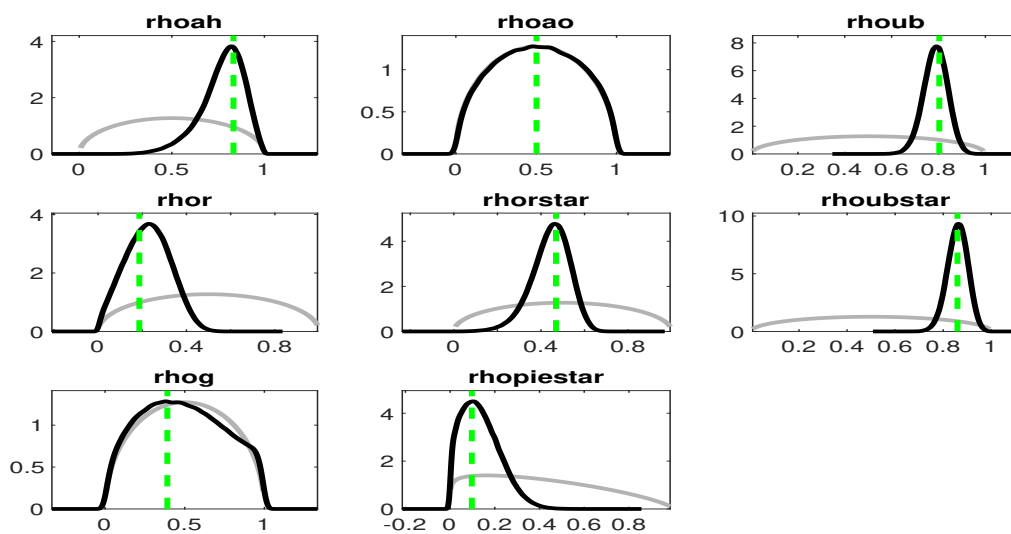 rhoah rhoao rhoub
4 2 0 0 0.5 1
1 0.5 0 0 0.5 1
8 6 4 2 0 0.2 0.4 0.6 0.8 1
rhor rhorstar rhoubstar
4 2 0 0 0.4 0.8
4 2 0 0 0.4 0.8
10 5 0 0.2 0.4 0.6 0.8 1
rhog rhopiestar
1 0.5 0 0 0.5 1
4 2 0 -0.2 0 0.2 0.4 0.6 0.8